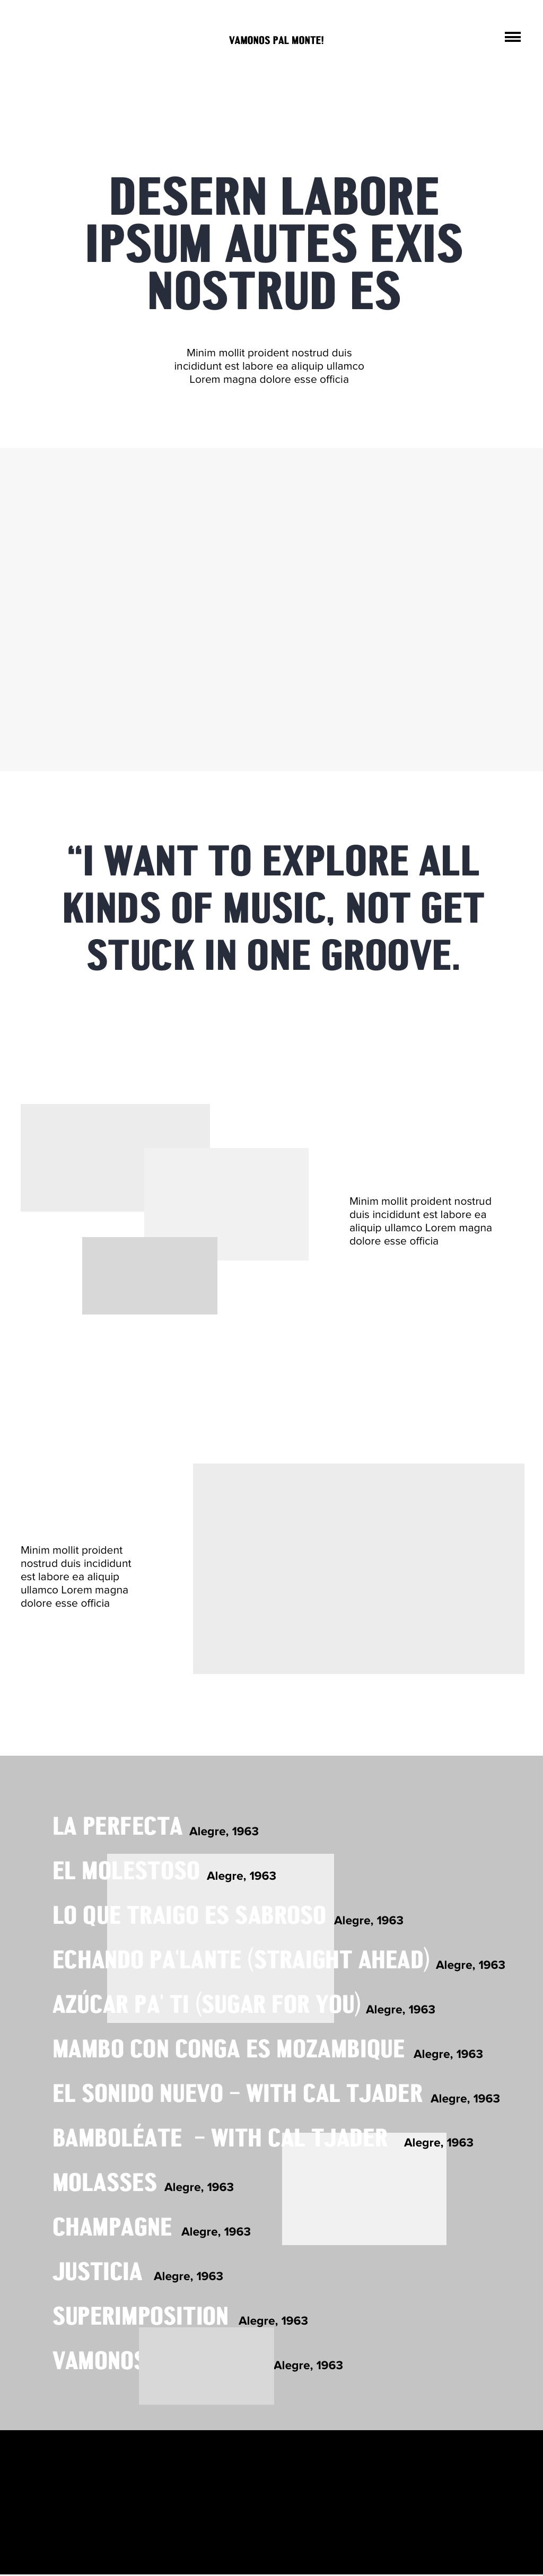 VAMONOS PAL MONTE!
DESERN LABORE
IPSUM AUTES EXIS
NOSTRUD ES
Minim mollit proident nostrud duis
incididunt est labore ea aliquip ullamco
Lorem magna dolore esse officia
“I WANT TO EXPLORE ALL
KINDS OF MUSIC, NOT GET
STUCK IN ONE GROOVE.
Minim mollit proident nostrud
duis incididunt est labore ea
aliquip ullamco Lorem magna
dolore esse officia
Minim mollit proident
nostrud duis incididunt
est labore ea aliquip
ullamco Lorem magna
dolore esse officia
LA PERFECTA Alegre, 1963
EL MOLESTOSO Alegre, 1963
LO QUE TRAIGO ES SABROSO Alegre, 1963
ECHANDO PA'LANTE (STRAIGHT AHEAD) Alegre, 1963
AZÚCAR PA' TI (SUGAR FOR YOU) Alegre, 1963
MAMBO CON CONGA ES MOZAMBIQUE Alegre, 1963
EL SONIDO NUEVO – WITH CAL TJADER Alegre, 1963
BAMBOLÉATE – WITH CAL TJADER Alegre, 1963
MOLASSES Alegre, 1963
CHAMPAGNE Alegre, 1963
JUSTICIA Alegre, 1963
SUPERIMPOSITION Alegre, 1963
VAMONOS Alegre, 1963